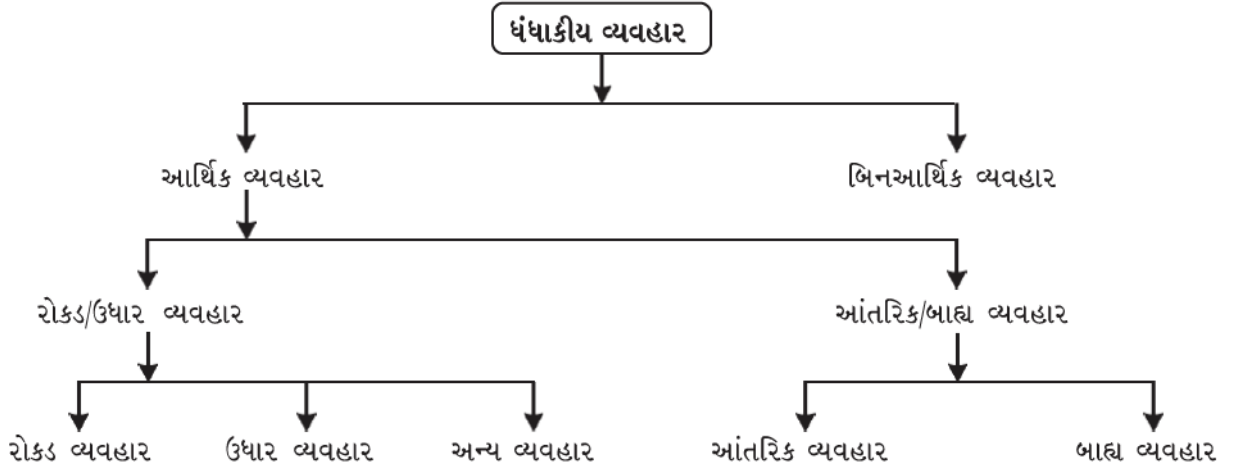 ધંધાકીય વ્યવહાર
આર્થિક વ્યવહાર
બિનઆર્થિક વ્યવહાર
રોકડ/ઉધાર વ્યવહાર
આંતરિક/બાહ્ય વ્યવહાર
રોકડ વ્યવહાર
ઉધાર વ્યવહાર
અન્ય વ્યવહાર
આંતરિક વ્યવહાર
બાહ્ય વ્યવહાર